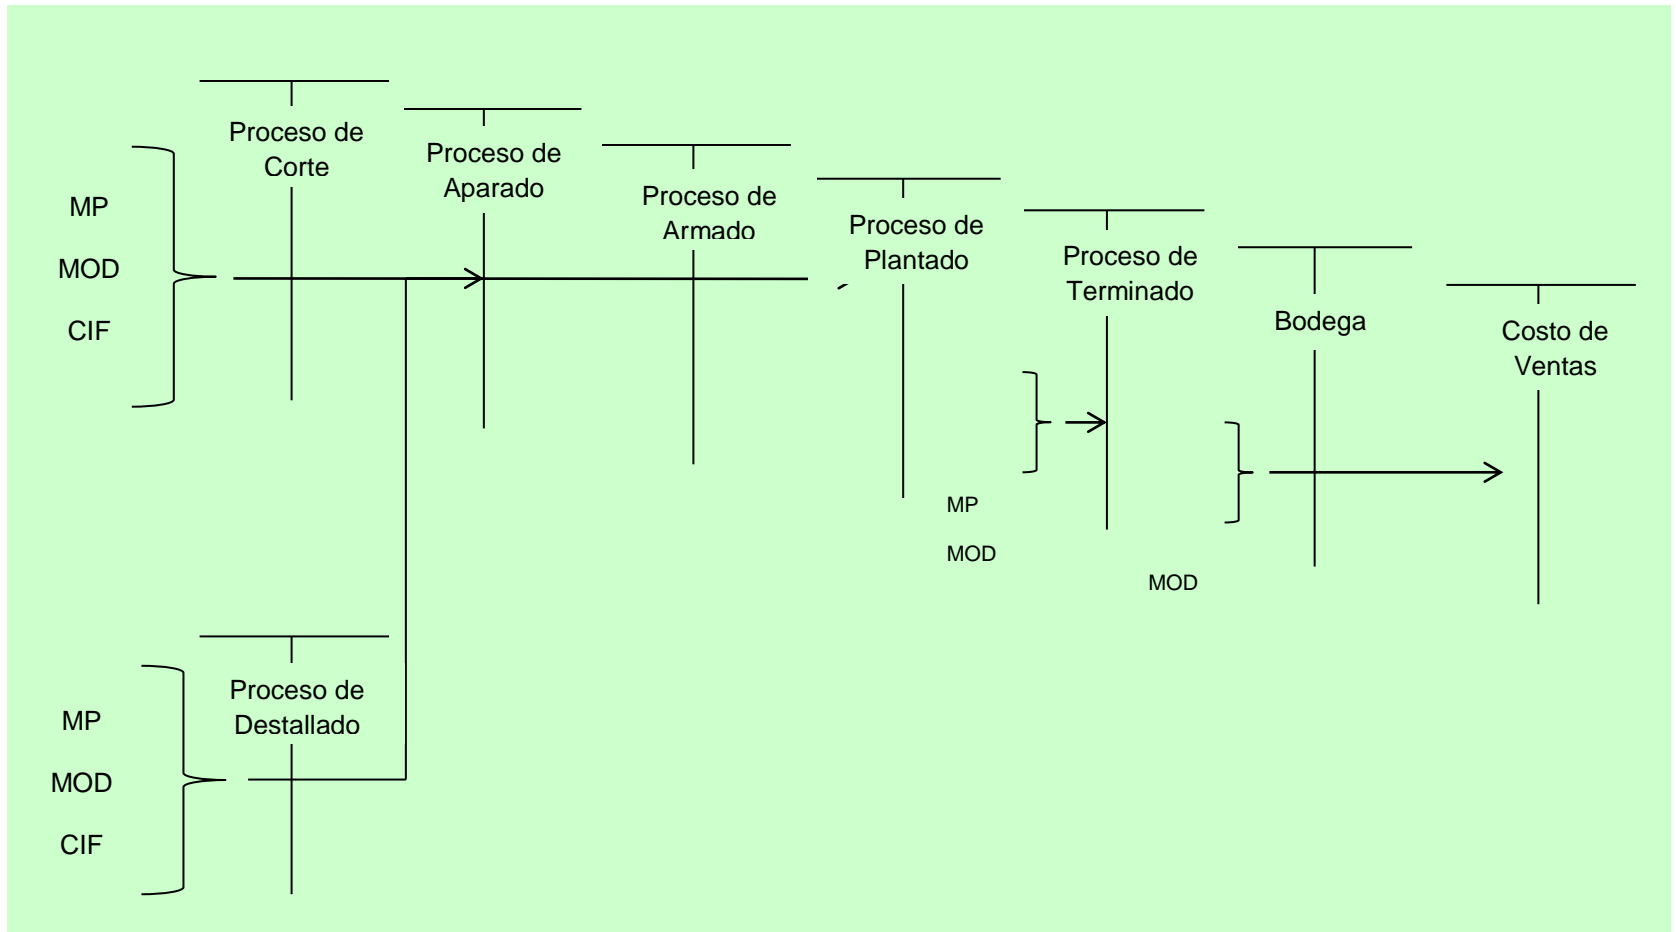 Proceso de
Corte
Proceso de
Aparado
Proceso de
Armado
Proceso de
Plantado
Proceso de
Terminado
Bodega
Costo de
Ventas
MP
MOD
CIF
MP
MOD
MOD
Proceso de
Destallado
MP
MOD
CIF